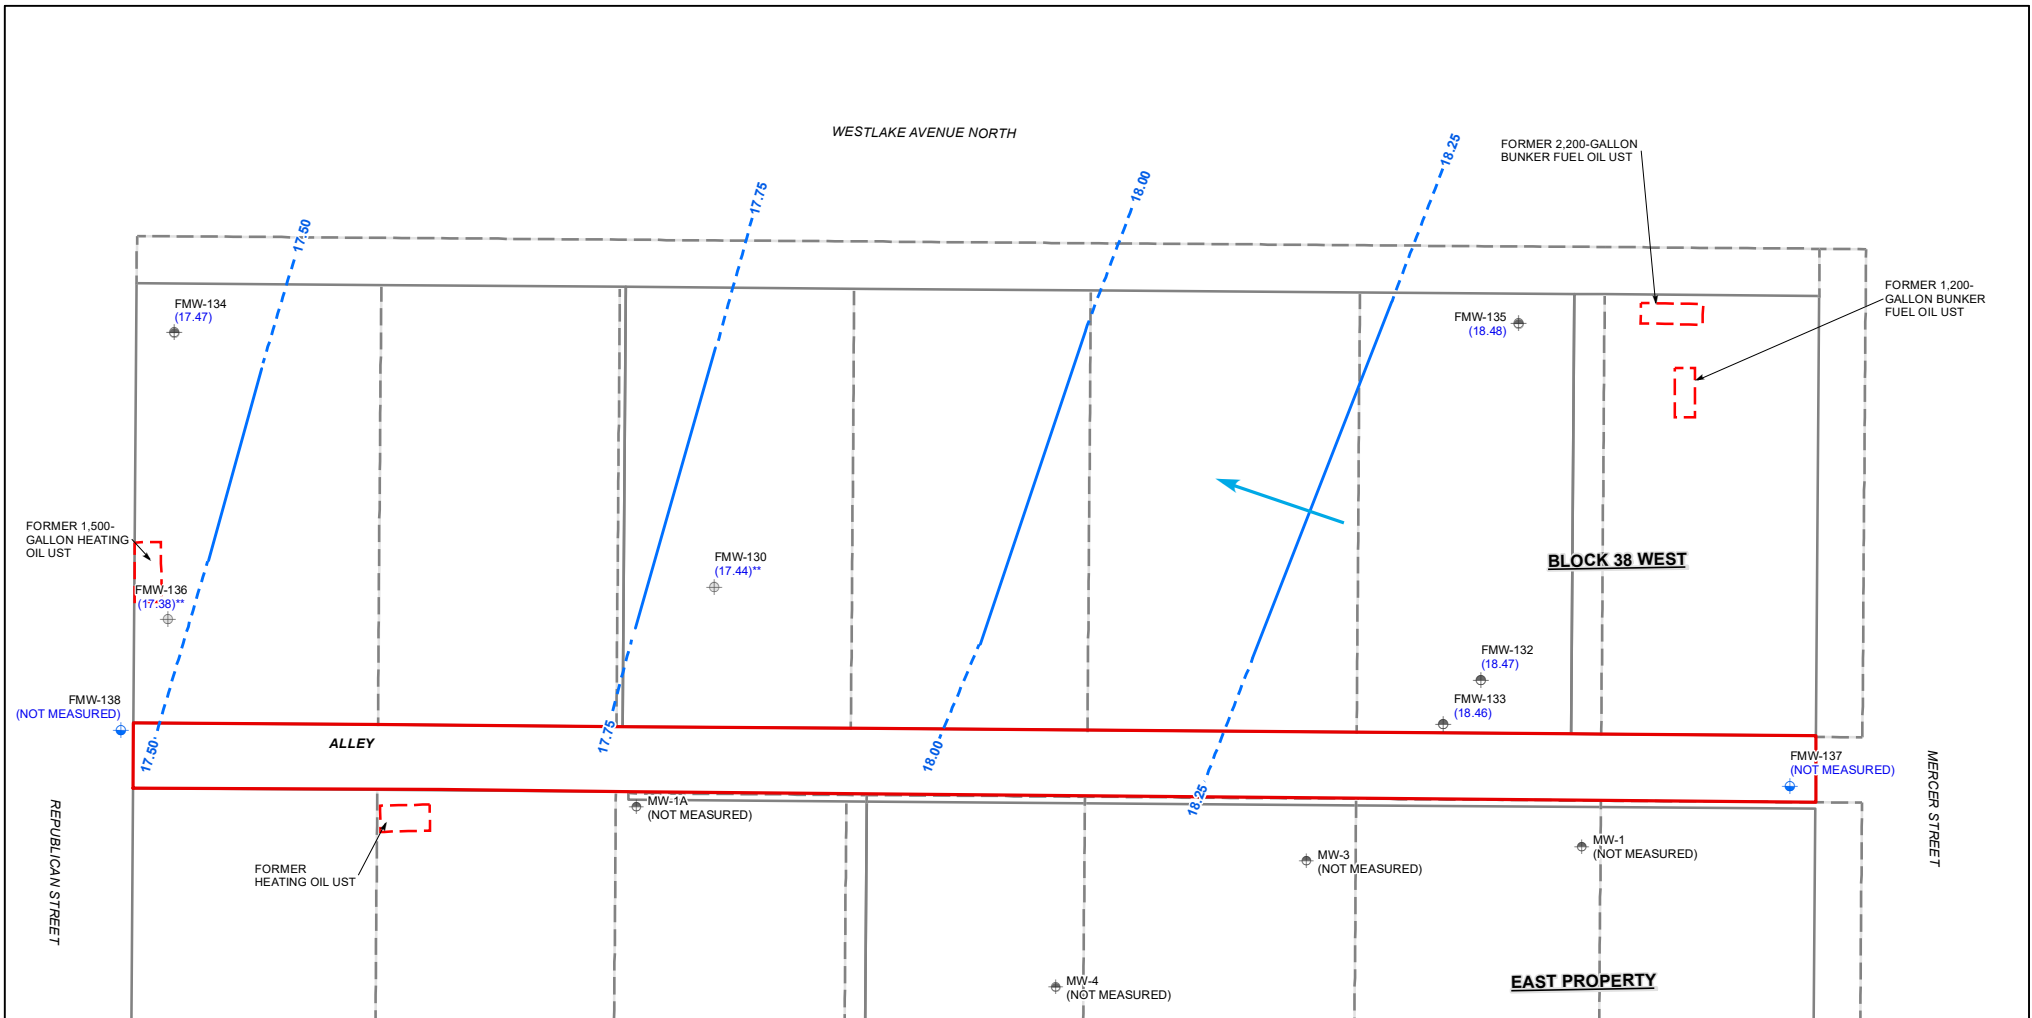 WESTLAKE AVENUE NORTH
18.25
FORMER 2,200-GALLON
BUNKER FUEL OIL UST
18.00
17.75
17.50
FORMER 1,200-
GALLON BUNKER
FUEL OIL UST
FMW-134
(17.47)
FMW-135
(18.48)
FORMER 1,500-
GALLON HEATING
OIL UST
FMW-130
(17.44)**
BLOCK 38 WEST
FMW-136
(17.38)**
FMW-132
(18.47)
FMW-133
(18.46)
FMW-138
(NOT MEASURED)
17.50
ALLEY
17.75
18.00
18.25
FMW-137
(NOT MEASURED)
MERCER STREET
REPUBLICAN STREET
MW-1A
(NOT MEASURED)
MW-1
(NOT MEASURED)
MW-3
(NOT MEASURED)
FORMER
HEATING OIL UST
MW-4
(NOT MEASURED)
EAST PROPERTY